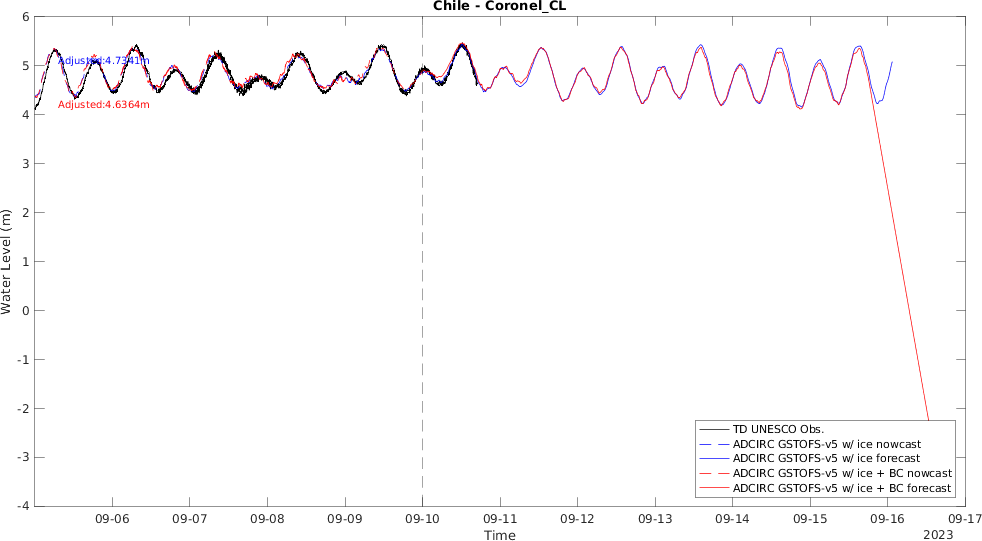 Chile - Coronel_CL
6
5
4
3
2
1
0
-1
-2
-3
-4
Water Level (m)
Adjusted:4.7341m
Adjusted:4.6364m
TD UNESCO Obs.
ADCIRC GSTOFS-v5 w/ ice nowcast
ADCIRC GSTOFS-v5 w/ ice forecast
ADCIRC GSTOFS-v5 w/ ice + BC nowcast
ADCIRC GSTOFS-v5 w/ ice + BC forecast
09-06 09-07 09-08 09-09 09-10 09-11 09-12 09-13 09-14 09-15 09-16 09-17
Time
2023